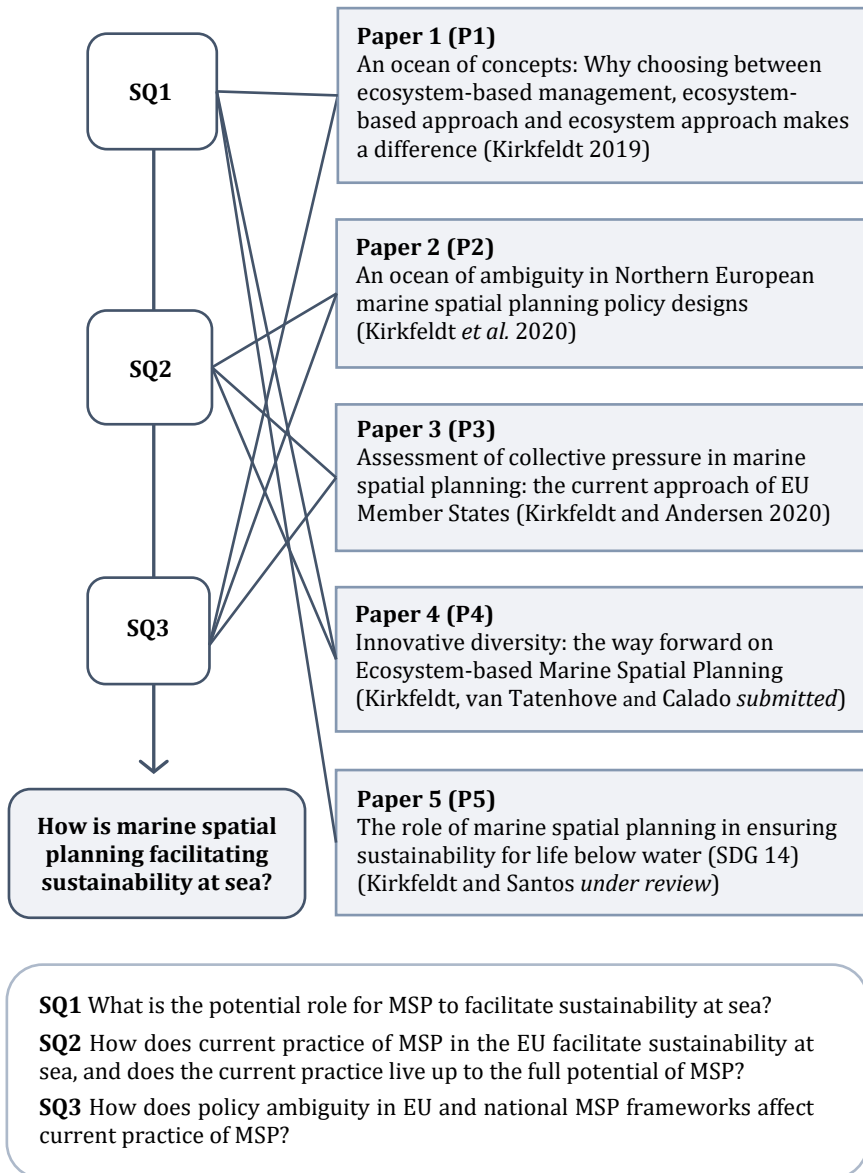 SQ1
SQ2
SQ3
How is marine spatial
planning facilitating
sustainability at sea?
Paper 1 (P1)
An ocean of concepts: Why choosing between
ecosystem-based management, ecosystem-
based approach and ecosystem approach makes
a difference (Kirkfeldt 2019)
Paper 2 (P2)
An ocean of ambiguity in Northern European
marine spatial planning policy designs
(Kirkfeldt et al. 2020)
Paper 3 (P3)
Assessment of collective pressure in marine
spatial planning: the current approach of EU
Member States (Kirkfeldt and Andersen 2020)
Paper 4 (P4)
Innovative diversity: the way forward on
Ecosystem-based Marine Spatial Planning
(Kirkfeldt, van Tatenhove and Calado submitted)
Paper 5 (P5)
The role of marine spatial planning in ensuring
sustainability for life below water (SDG 14)
(Kirkfeldt and Santos under review)
SQ1 What is the potential role for MSP to facilitate sustainability at sea?
SQ2 How does current practice of MSP in the EU facilitate sustainability at
sea, and does the current practice live up to the full potential of MSP?
SQ3 How does policy ambiguity in EU and national MSP frameworks affect
current practice of MSP?